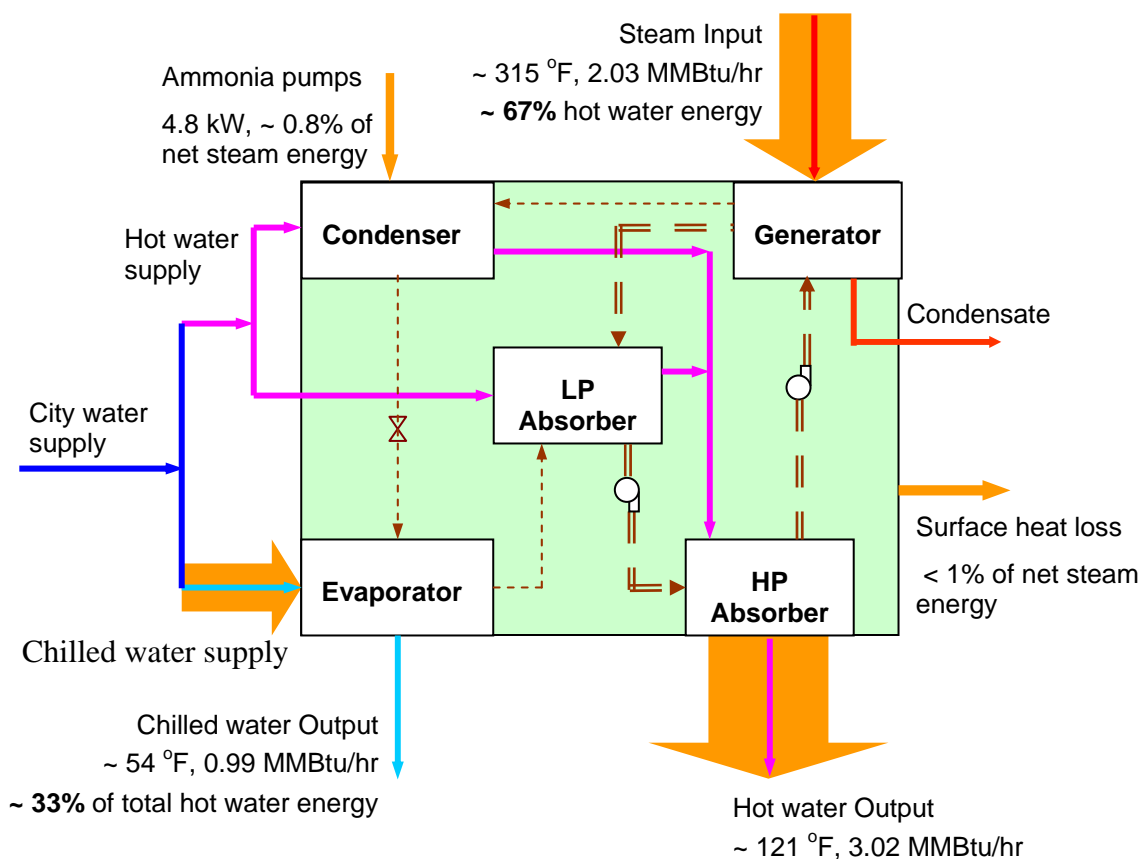 Steam Input
~ 315 °F, 2.03 MMBtu/hr
~ 67% hot water energy
Ammonia pumps
4.8 kW, ~ 0.8% of
net steam energy
Hot water
supply
Condenser
Generator
Condensate
LP
Absorber
City water
supply
Surface heat loss
< 1% of net steam
energy
Evaporator
HP
Absorber
Chilled water supply
Chilled water Output
~ 54 °F, 0.99 MMBtu/hr
~ 33% of total hot water energy
Hot water Output
~ 121 °F, 3.02 MMBtu/hr